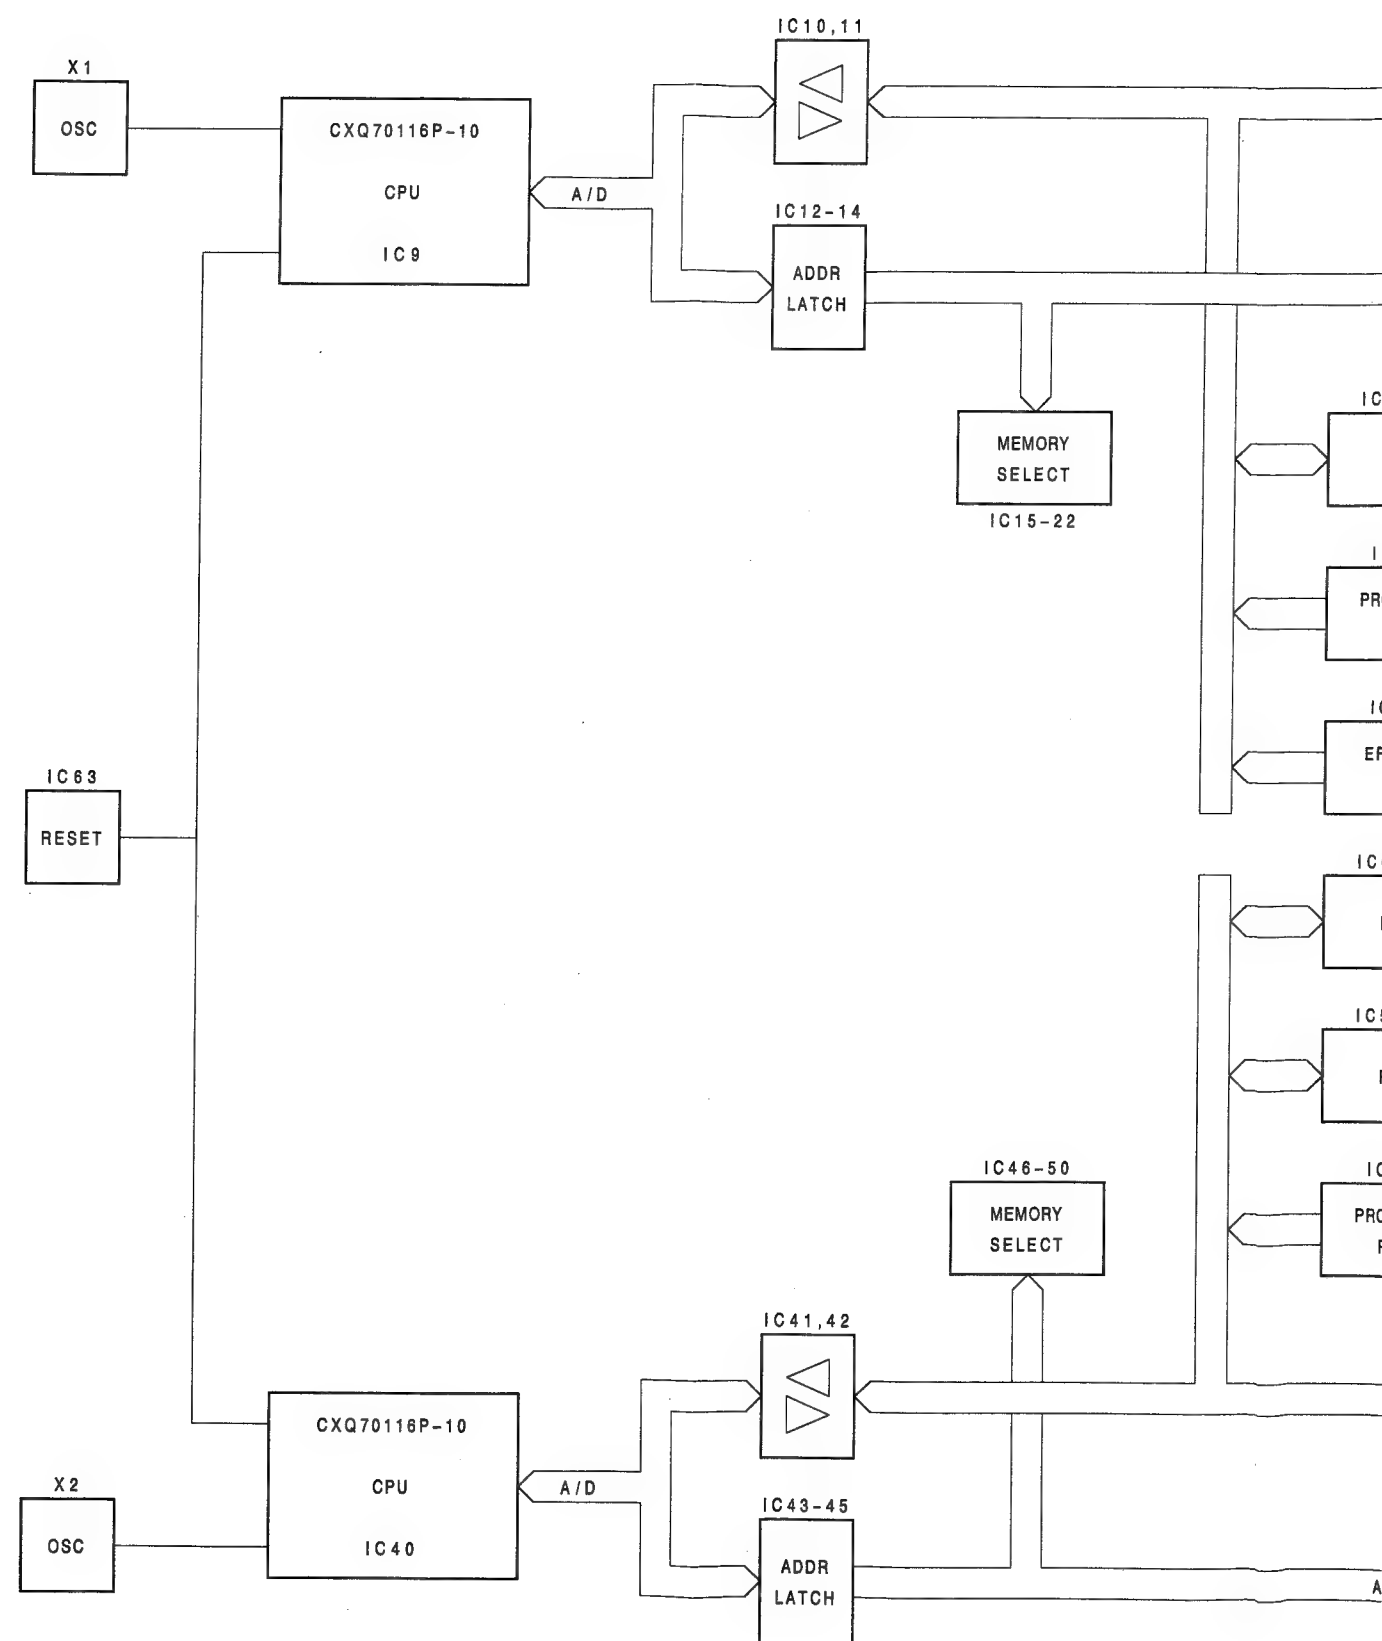 IC10,11
X1
OSC
CXQ70116P-10
CPU
IC9
A/D
IC12-14
ADDR
LATCH
MEMORY
SELECT
IC15-22
IC63
RESET
IC46-50
MEMORY
SELECT
IC41,42
CXQ70116P-10
CPU
IC40
A/D
X2
OSC
IC43-45
ADDR
LATCH